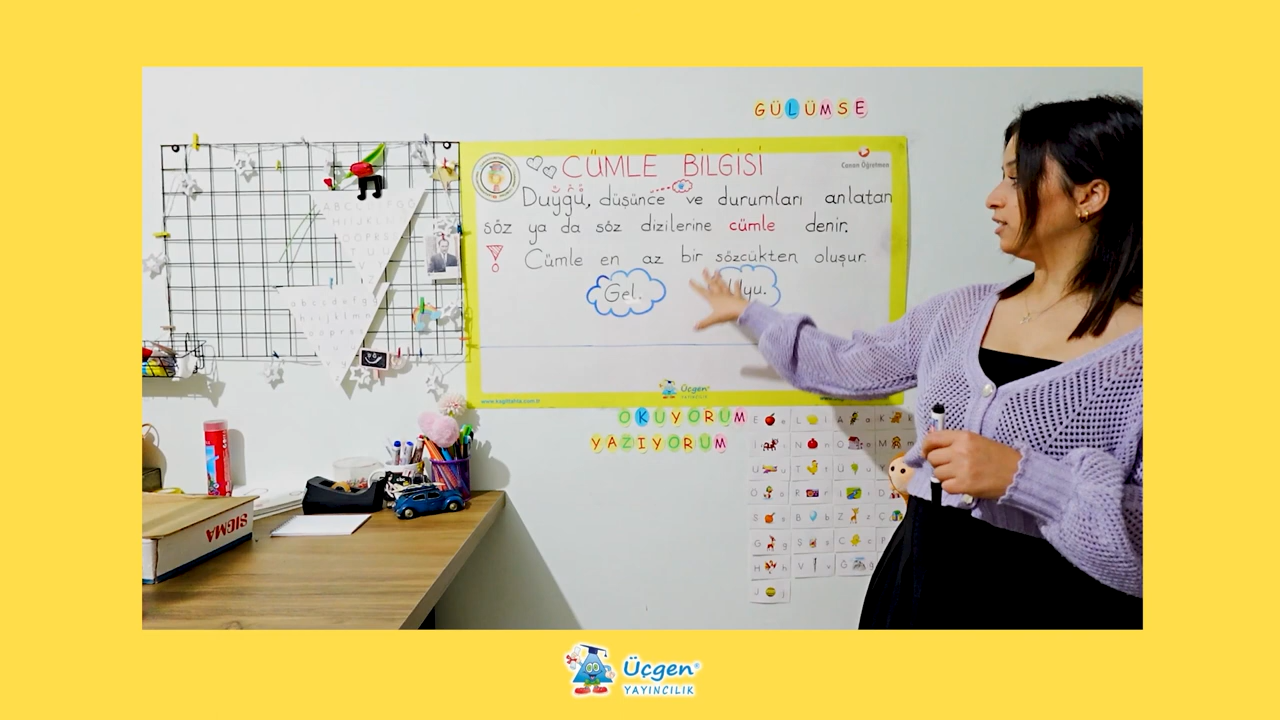 GÜLÜMSE
CÜMLE BİLGİSİ
Canan Öğretmen
Duygu, düşünce ve durumları anlatan
söz ya da söz dizilerine cümle denir.
Cümle en az bir sözcükten oluşur.
Gel.
Uyu.
Üçgen
YAYINCILIK
OKUYORUM
YAZIYORUM
SIGMA
Üçgen®
YAYINCILIK